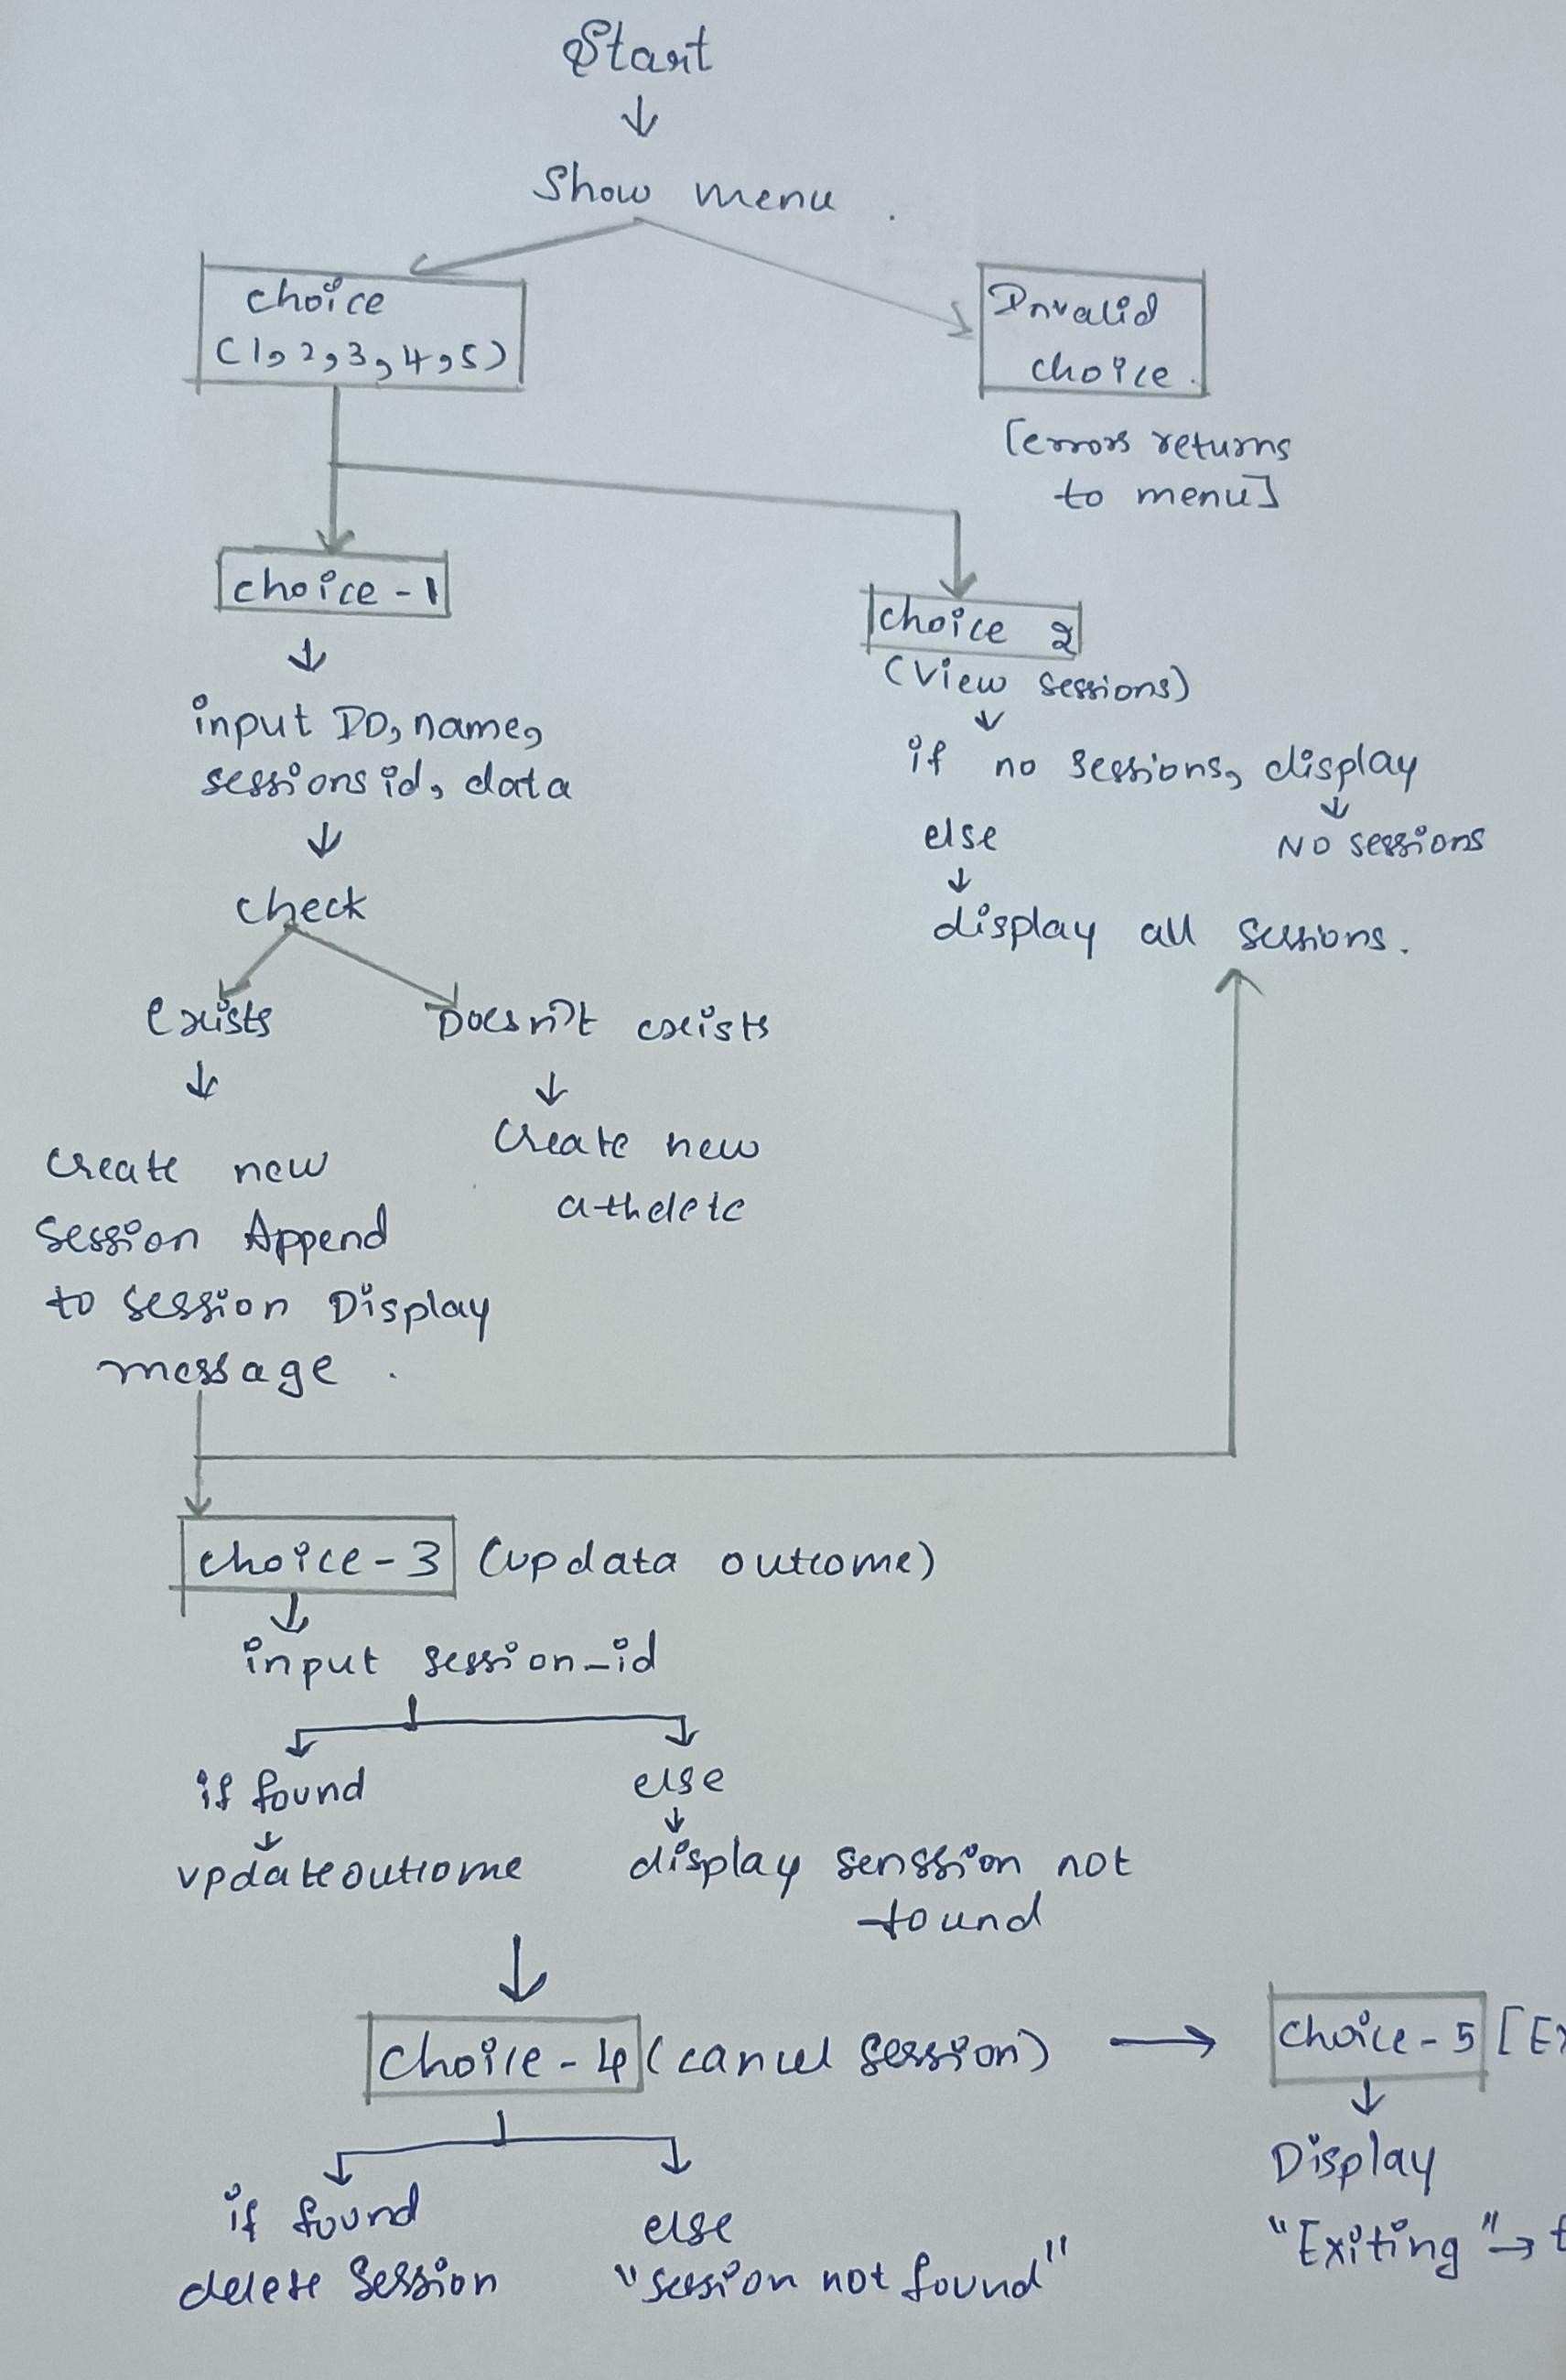 Start
Show menu
choice
(1,2,3,4,5)
Invalid
choice.
[errors returns
to menu]
choice-1
choice 2
(View sessions)
input ID, name,
sessions id, data
if no sessions, display
else
No sessions
display all sessions.
check
exists
Doesn't exists
create new
Session Append
to session Display
message.
Create new
athelete
choice-3 (updata outcome)
input session_id
if found
else
update outcome
display senssion not
found
choice-4 (cancel session)
choice-5 [Ex
Display
"Exiting"
if found
delete session
else
"session not found"